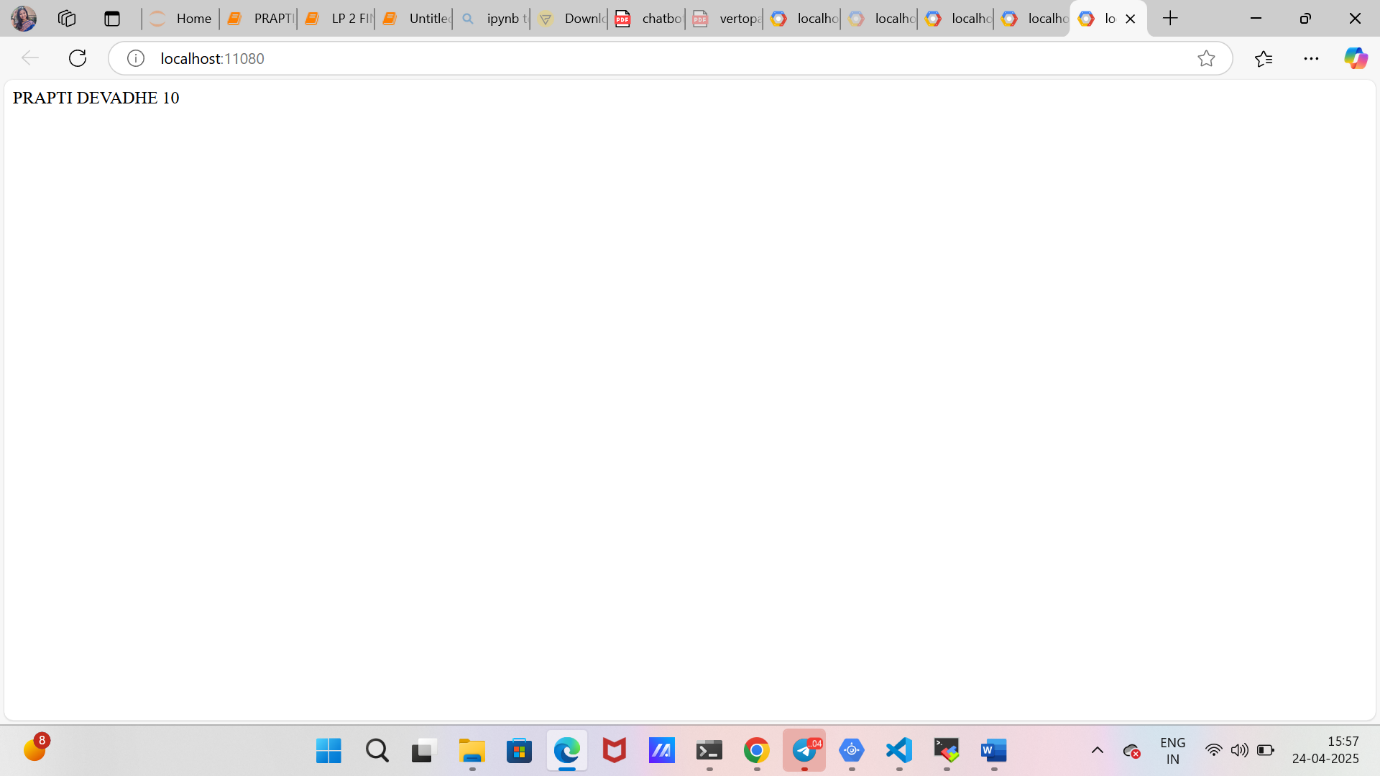 Home
PRAPTI
LP 2 FI
Untitle
ipynb t
Downl
chatbo
vertopa
localho
localho
localho
localho
lo
localhost:11080
PRAPTI DEVADHE 10
8
04
ENG
IN
15:57
24-04-2025